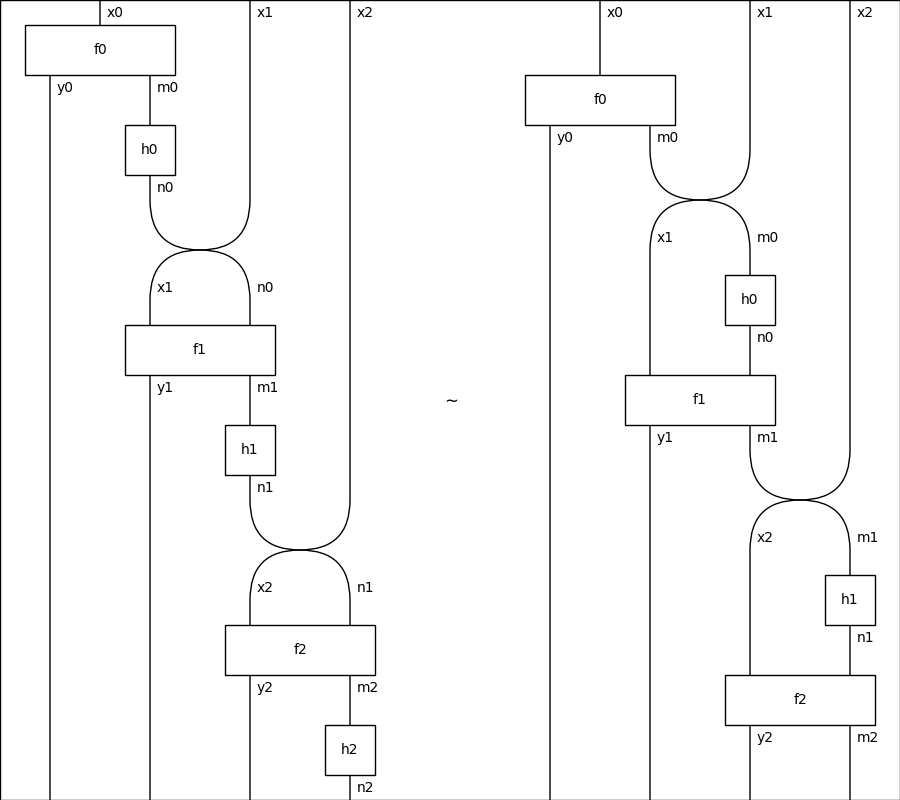 x0 x1 x2 x0 x1 x2
f0
y0 m0
f0
y0 m0
h0
n0
x1 m0
x1 n0
h0
n0
f1
y1 m1
~
f1
y1 m1
h1
n1
x2 m1
x2 n1
h1
n1
f2
y2 m2
f2
y2 m2
h2
n2